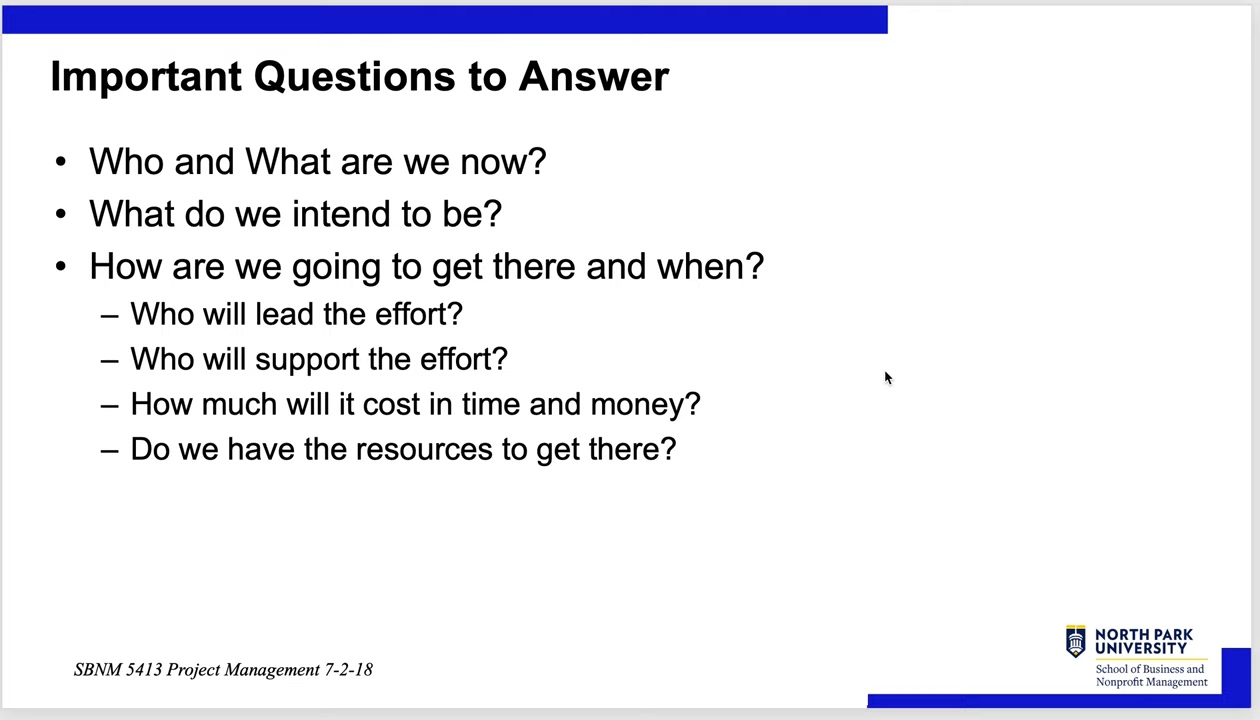 Important Questions to Answer
• Who and What are we now?
• What do we intend to be?
• How are we going to get there and when?
– Who will lead the effort?
– Who will support the effort?
– How much will it cost in time and money?
– Do we have the resources to get there?
SBNM 5413 Project Management 7-2-18
NORTH PARK
UNIVERSITY
School of Business and
Nonprofit Management